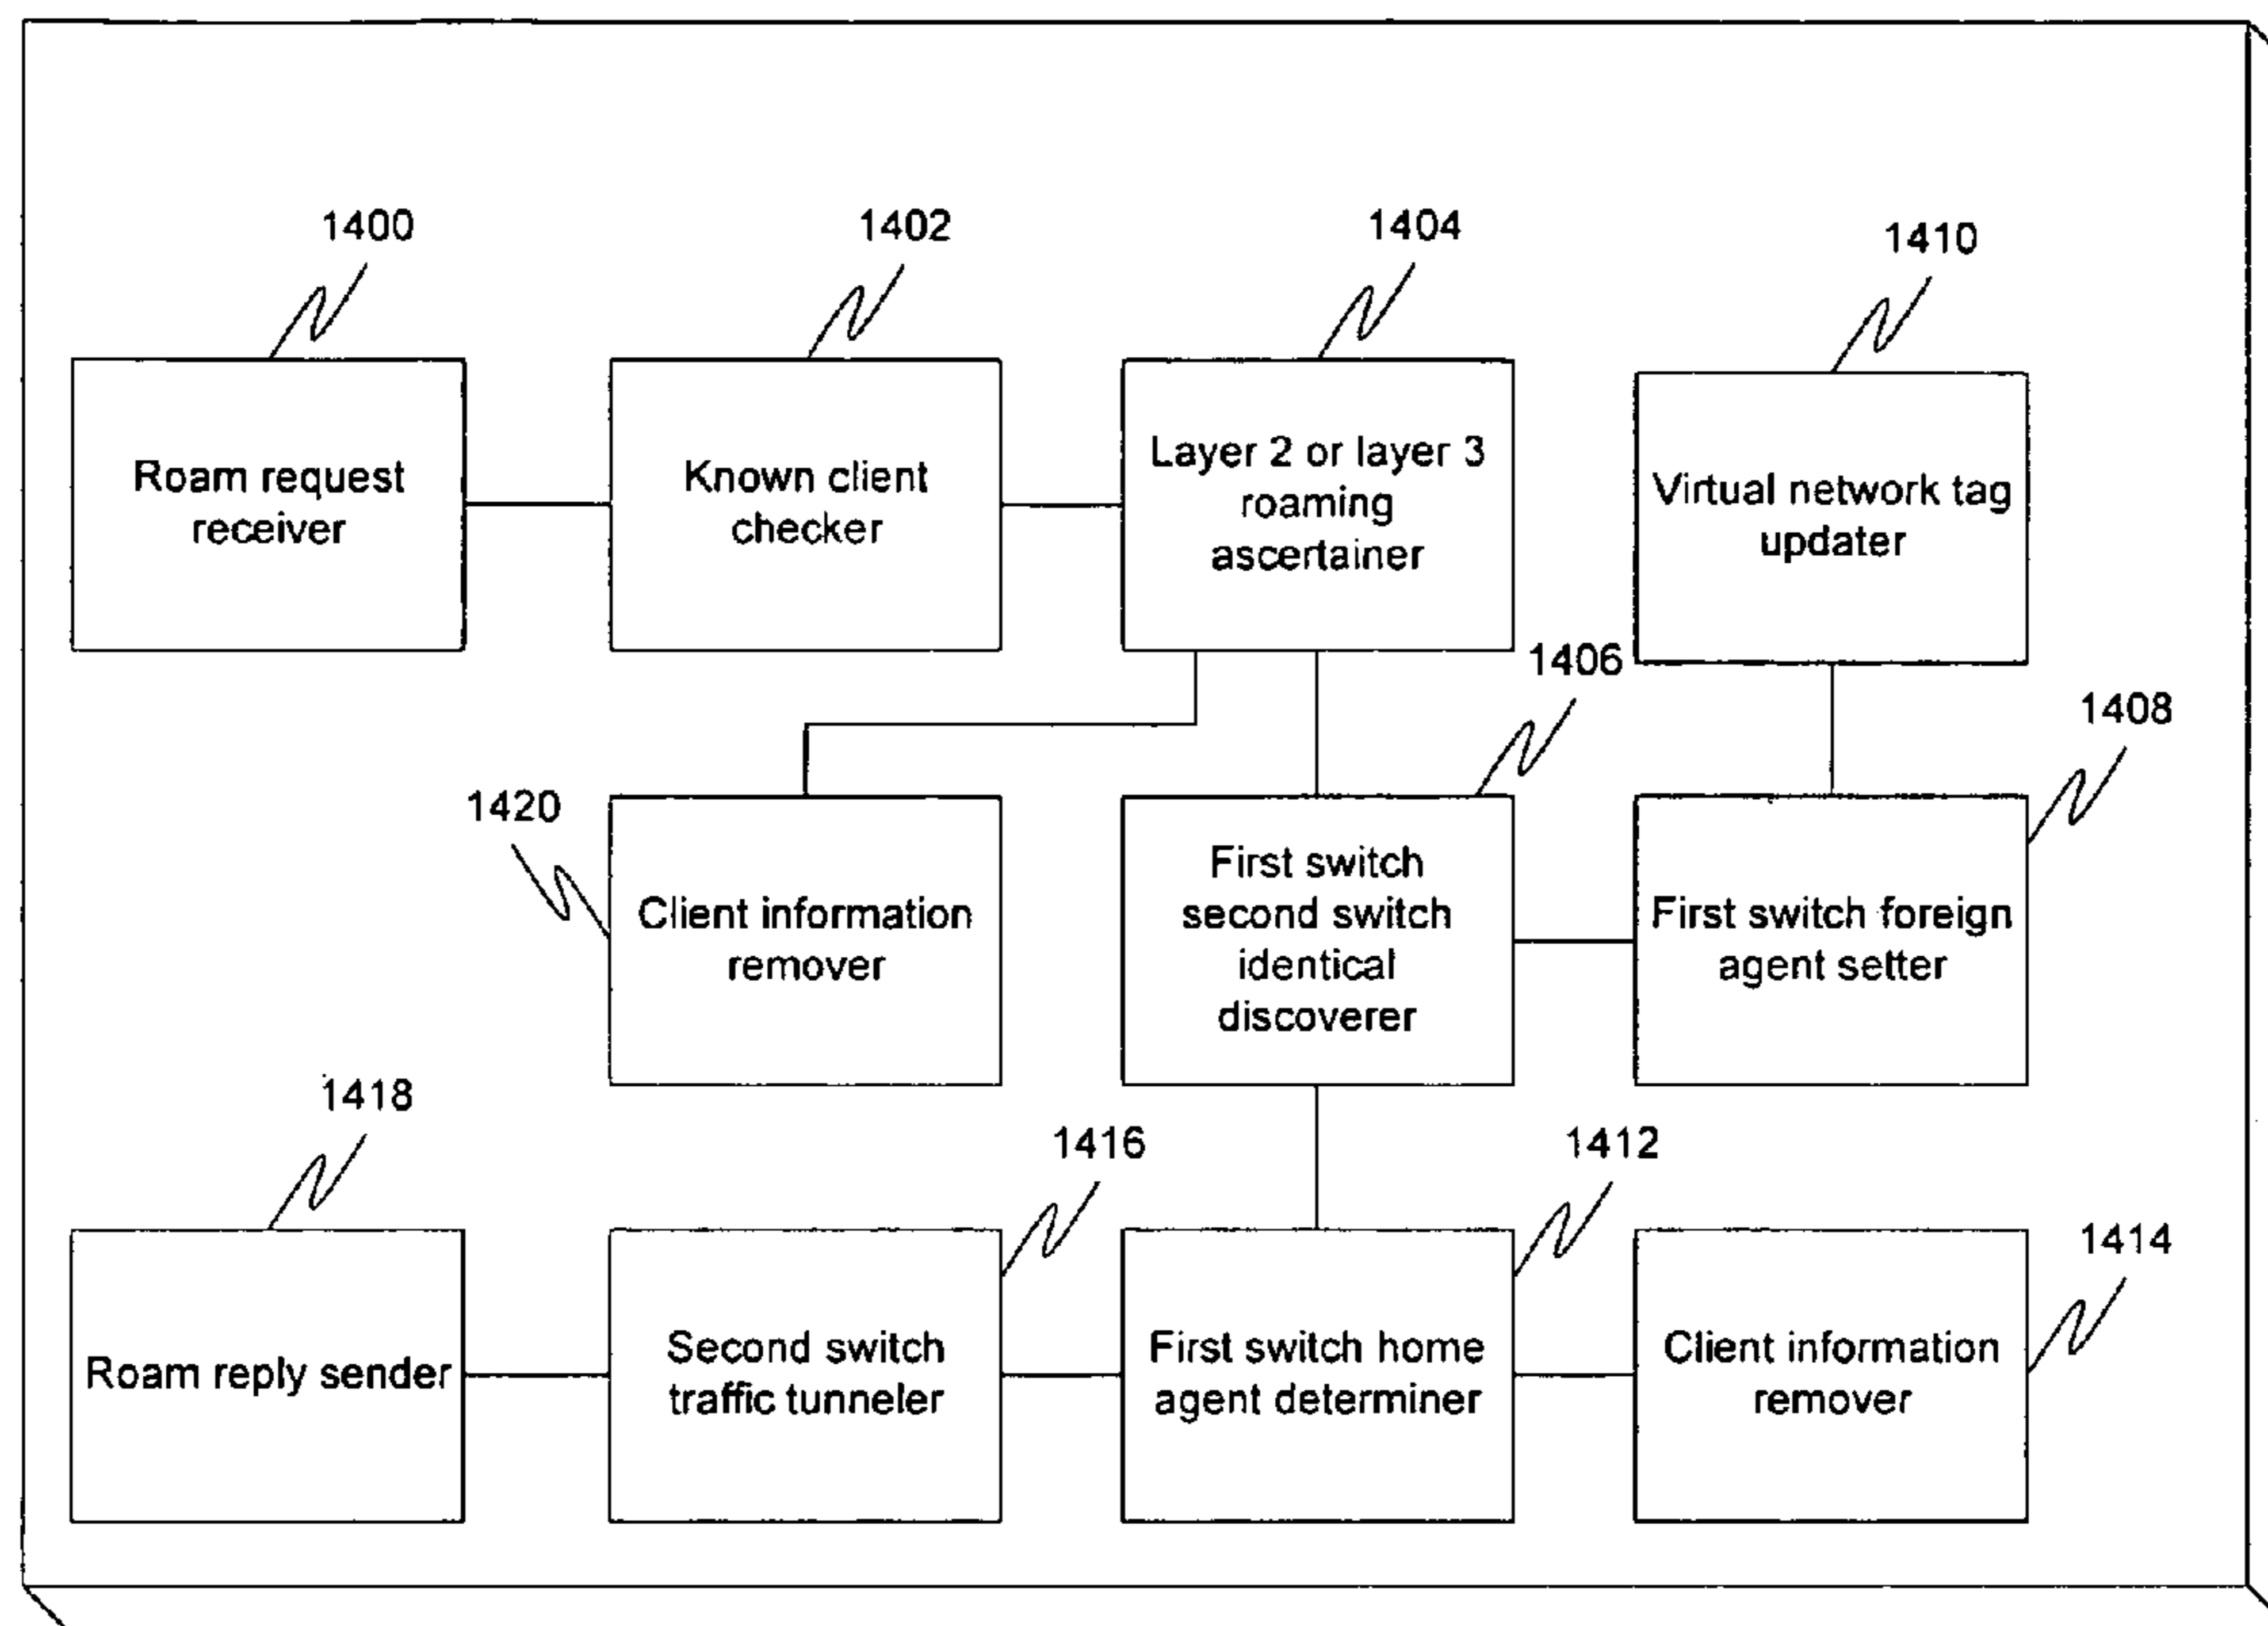 1400
1402
1404
1410
Roam request
receiver
Known client
checker
Layer 2 or layer 3
roaming
ascertainer
Virtual network tag
updater
1406
1408
1420
Client information
remover
First switch
second switch
identical
discoverer
First switch foreign
agent setter
1418
1416
1412
1414
Roam reply sender
Second switch
traffic tunneler
First switch home
agent determiner
Client information
remover